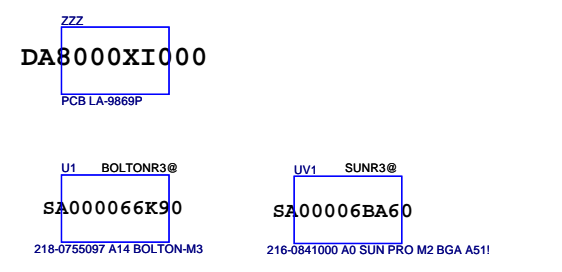 ZZZ
DA8000XI000
PCB LA-9869P
U1 BOLTONR3@
SA000066K90
218-0755097 A14 BOLTON-M3
UV1 SUNR3@
SA00006BA60
216-0841000 A0 SUN PRO M2 BGA A51!